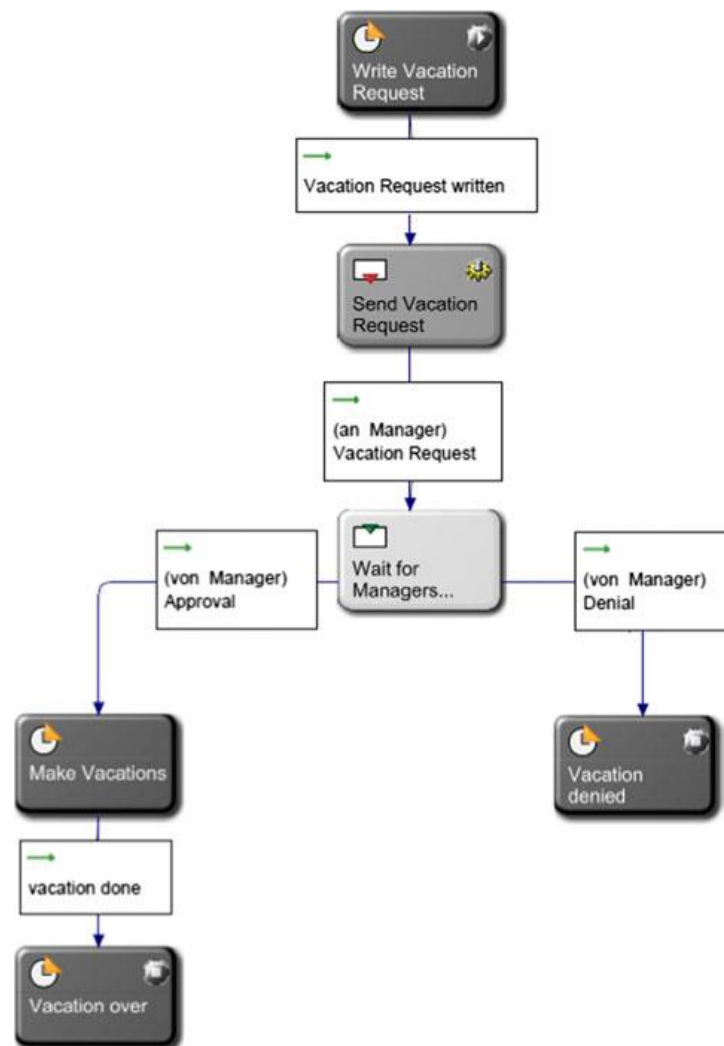 Write Vacation
Request
Vacation Request written
Send Vacation
Request
(an Manager)
Vacation Request
Wait for
Managers...
(von Manager)
Approval
(von Manager)
Denial
Make Vacations
Vacation
denied
vacation done
Vacation over